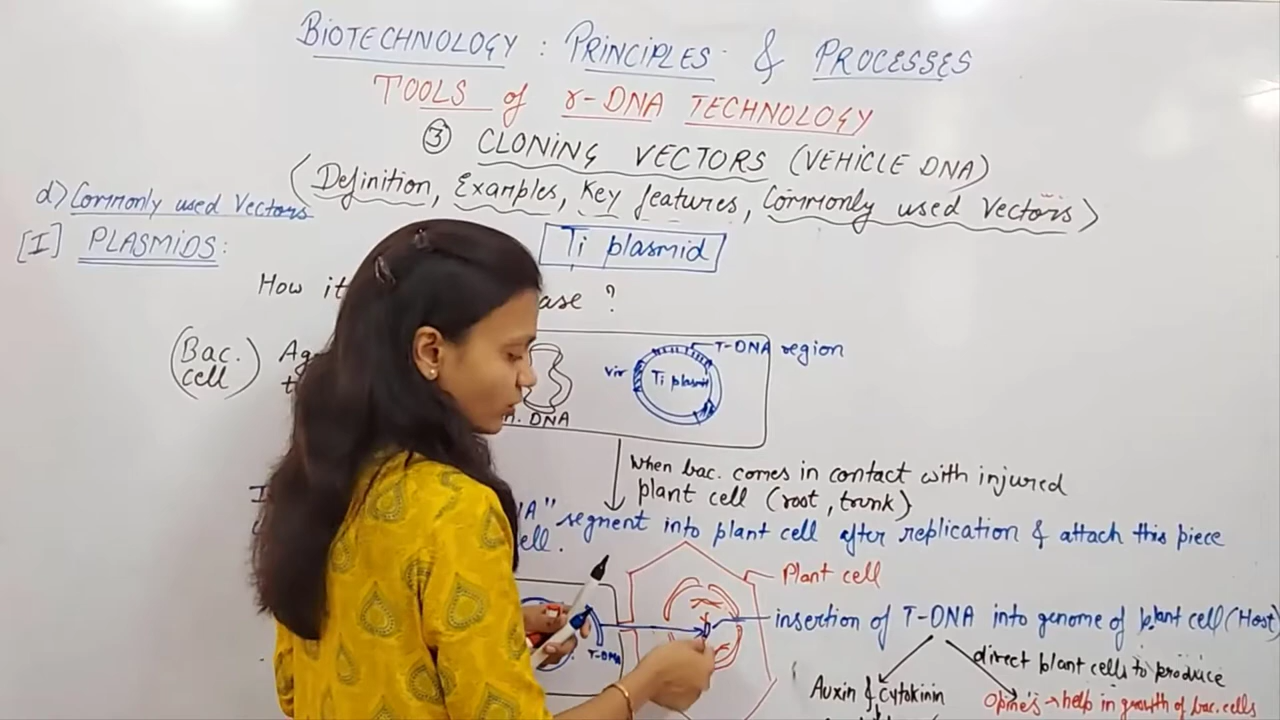 BIOTECHNOLOGY : PRINCIPLES & PROCESSES
TOOLS of r-DNA TECHNOLOGY
③ CLONING VECTORS (VEHICLE DNA)
(Definition, Examples, Key features, Commonly used Vectors)
d) Commonly used Vectors
[I] PLASMIDS:
Ti plasmid
How it ase ?
(Bac. cell)
Ag
DNA
vir
Ti plasmid
T-DNA region
When bac. comes in contact with injured
plant cell (root, trunk)
A" segment into plant cell after replication & attach this piece
ell.
Plant cell
T-DNA
insertion of T-DNA into genome of plant cell (Host)
direct plant cells to produce
Auxin & Cytokinin
Opine's → help in growth of bac. cells